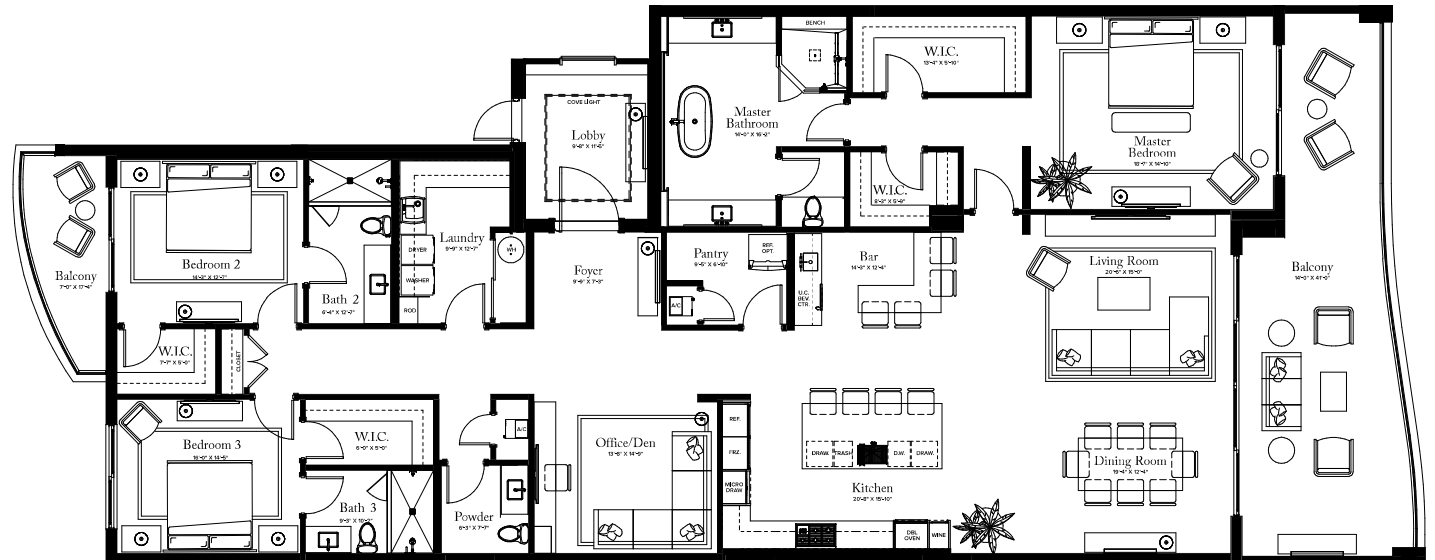 BENCH
W.I.C.
13'-4" X 5'-10"
COVE LIGHT
Lobby
9'-8" X 11'-6"
Master
Bathroom
14'-0" X 16'-2"
Master
Bedroom
18'-7" X 14'-10"
W.I.C.
8'-2" X 5'-9"
Balcony
7'-0" X 17'-4"
Bedroom 2
14'-3" X 12'-7"
Bath 2
6'-4" X 12'-7"
DRYER
WASHER
ROD
Laundry
9'-9" X 12'-7"
WH
Foyer
9'-9" X 7'-3"
Pantry
9'-5" X 6'-10"
REF.
OPT.
A/C
Bar
14'-3" X 12'-4"
U.C.
BEV.
CTR.
Living Room
20'-6" X 15'-0"
Balcony
14'-0" X 41'-0"
W.I.C.
7'-7" X 5'-0"
CLOSET
Bedroom 3
16'-0" X 14'-5"
W.I.C.
6'-0" X 5'-0"
A/C
Bath 3
9'-3" X 10'-2"
Powder
6'-3" X 7'-7"
Office/Den
13'-6" X 14'-9"
REF.
FRZ.
MICRO
DRAW
DRAW.
TRASH
D.W.
DRAW.
Kitchen
20'-8" X 15'-10"
DBL
OVEN
WINE
Dining Room
19'-4" X 12'-4"